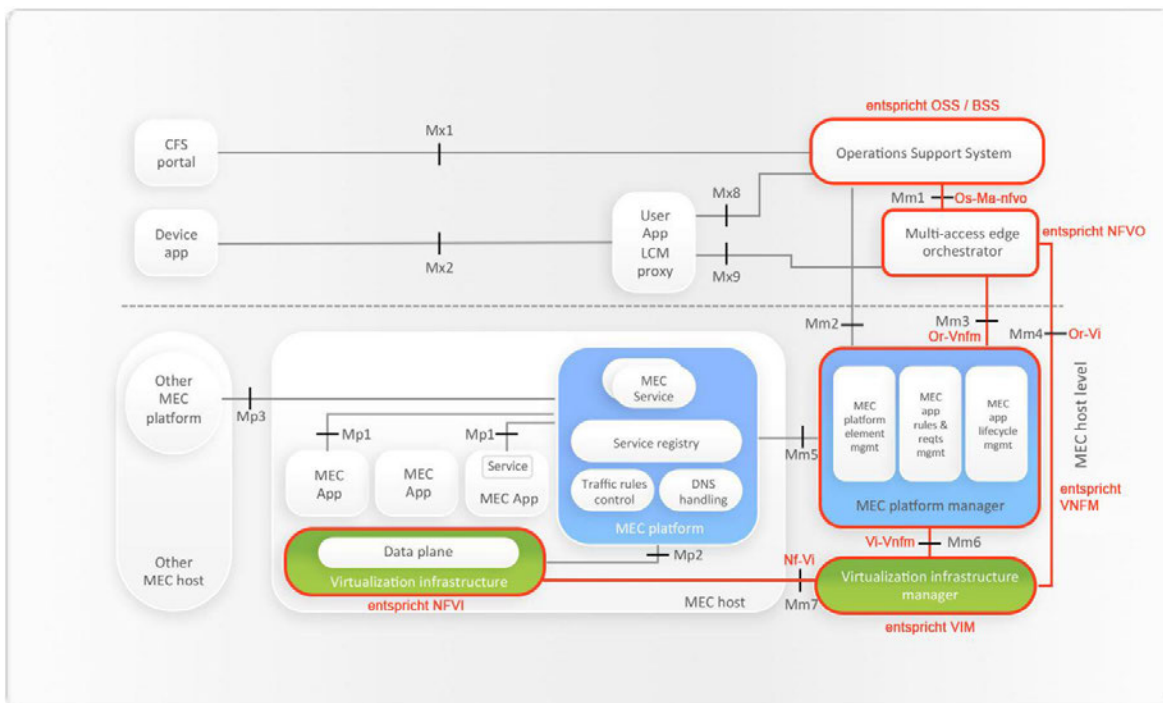 entspricht OSS / BSS
CFS
portal
Mx1
Operations Support System
Mx8
Mm1
Os-Ma-nfvo
Device
app
Mx2
User
App
LCM
proxy
Mx9
Multi-access edge
orchestrator
entspricht NFVO
Mm2
Mm3
Or-Vnfm
Mm4
Or-Vi
Other
MEC
platform
Mp3
Other
MEC host
Mp1
Mp1
MEC
App
MEC
App
Service
MEC App
MEC
Service
Service registry
Traffic rules
control
DNS
handling
MEC platform
Mm5
MEC
platform
element
mgmt
MEC
app
rules &
reqts
mgmt
MEC
app
lifecycle
mgmt
MEC platform manager
MEC host level
entspricht
VNFM
Data plane
Virtualization infrastructure
entspricht NFVI
Mp2
MEC host
Nf-Vi
Mm7
Vi-Vnfm
Mm6
Virtualization infrastructure
manager
entspricht VIM